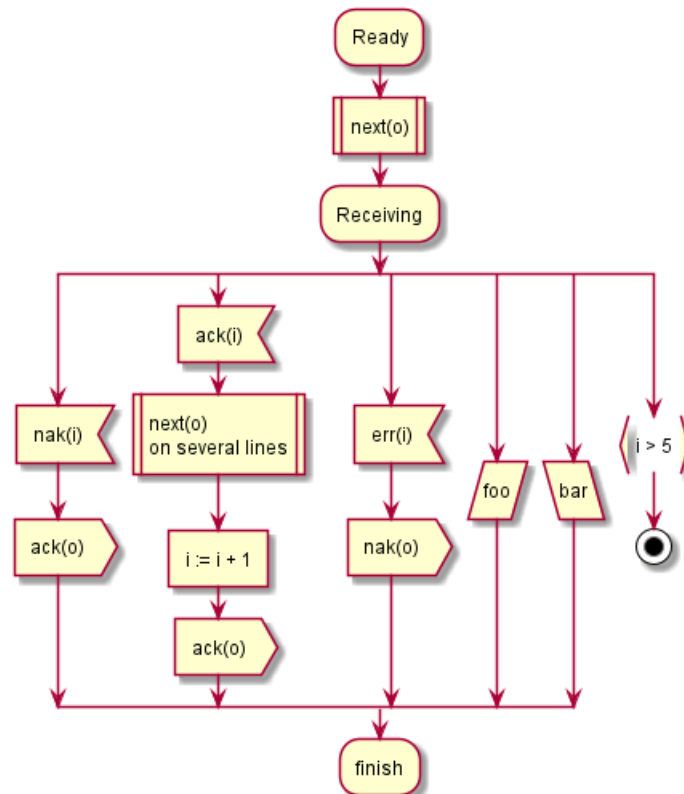 Ready
next(o)
Receiving
nak(i)
ack(o)
ack(i)
next(o)
on several lines
i := i + 1
ack(o)
err(i)
nak(o)
foo
bar
i > 5
finish